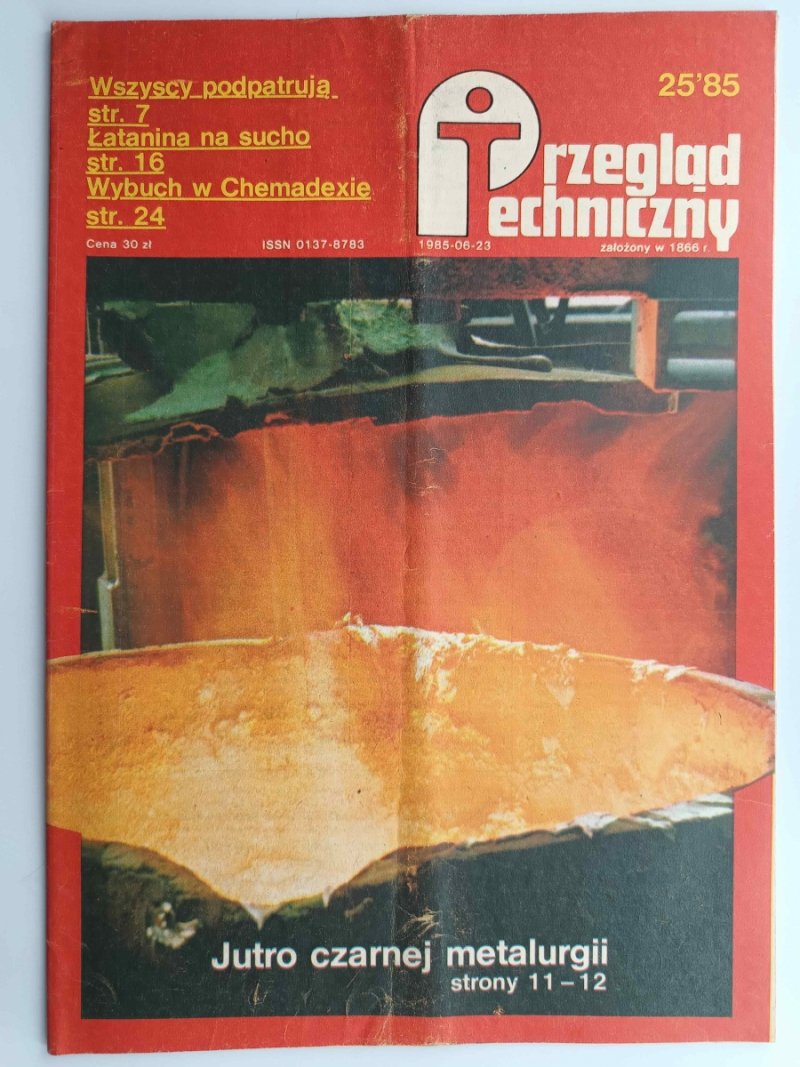 Wszyscy podpatrują
str. 7
Łatanina na sucho
str. 16
Wybuch w Chemadexie
str. 24
25'85
Przegląd
Techniczny
Cena 30 zł
ISSN 0137-8783
1985-06-23
założony w 1866 r.
Jutro czarnej metalurgii
strony 11-12